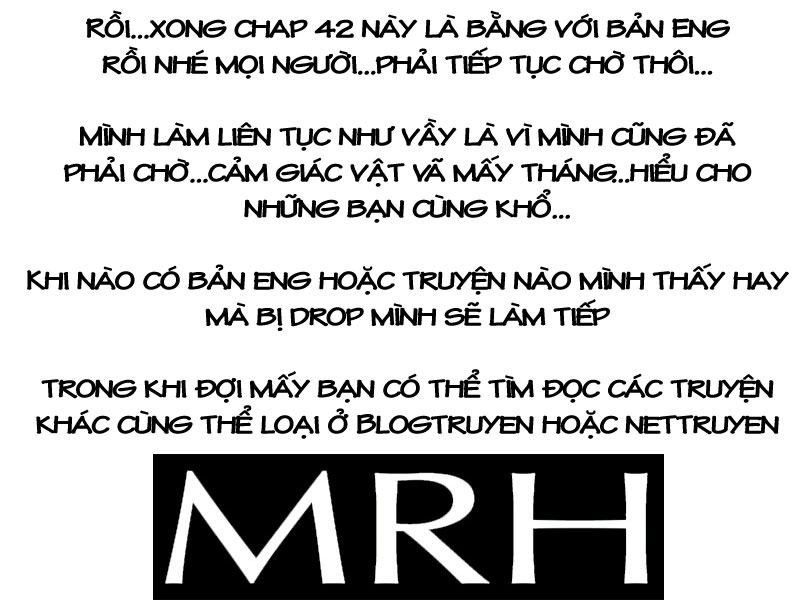 RỒI...XONG CHAP 42 NÀY LÀ BẰNG VỚI BẢN ENG
RỒI NHÉ MỌI NGƯỜI...PHẢI TIẾP TỤC CHỜ THÔI...
MÌNH LÀM LIÊN TỤC NHƯ VẦY LÀ VÌ MÌNH CŨNG ĐÃ
PHẢI CHỜ...CẢM GIÁC VẬT VÃ MẤY THÁNG..HIỂU CHO
NHỮNG BẠN CÙNG KHỔ...
KHI NÀO CÓ BẢN ENG HOẶC TRUYỆN NÀO MÌNH THẤY HAY
MÀ BỊ DROP MÌNH SẼ LÀM TIẾP
TRONG KHI ĐỢI MẤY BẠN CÓ THỂ TÌM ĐỌC CÁC TRUYỆN
KHÁC CÙNG THỂ LOẠI Ở BLOGTRUYEN HOẶC NETTRUYEN
MRH